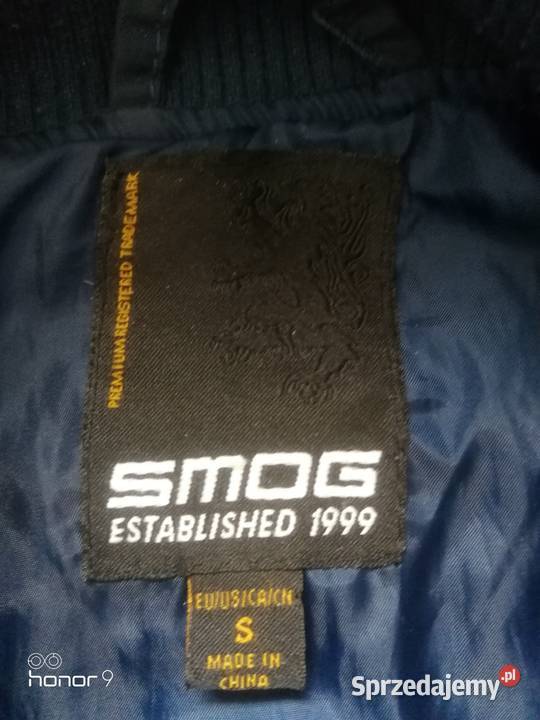 PREMIUM REGISTERED TRADEMARK
SMOG
ESTABLISHED 1999
EU/US/CA/CN
S
MADE IN
CHINA
honor 9
Sprzedajemy.pl